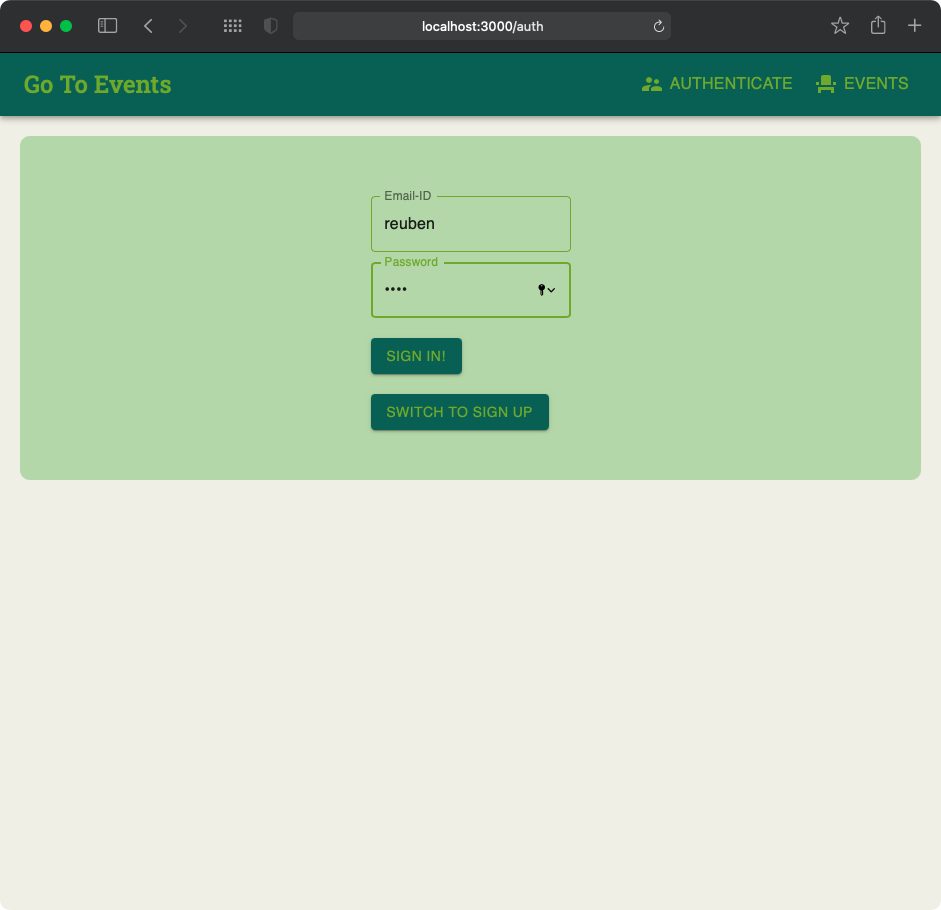 localhost:3000/auth
Go To Events
AUTHENTICATE
EVENTS
Email-ID
reuben
Password
••••
SIGN IN!
SWITCH TO SIGN UP